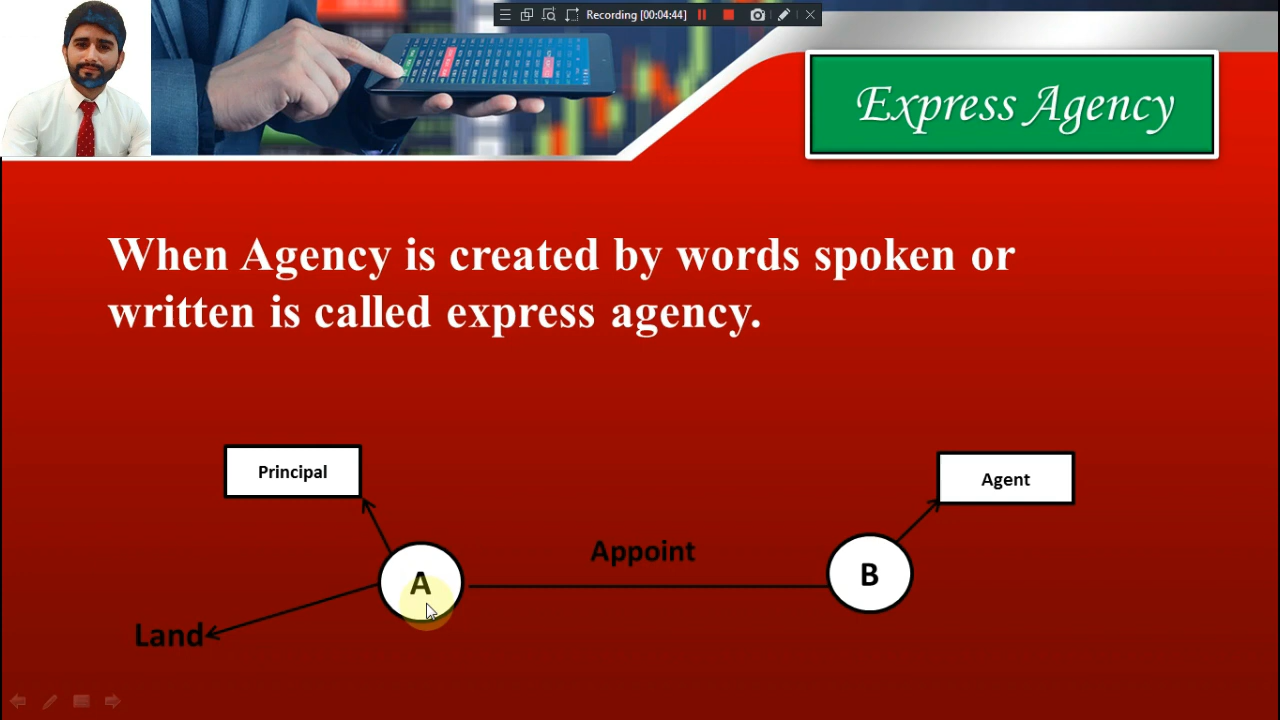 Recording [00:04:44]
Express Agency
When Agency is created by words spoken or
written is called express agency.
Principal
Agent
Appoint
A
B
Land